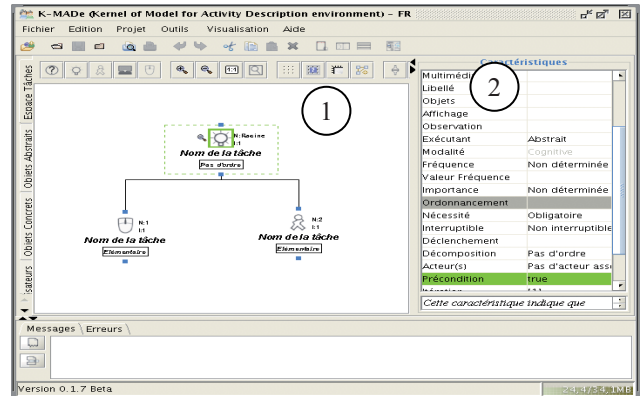 K-MADe (Kernel of Model for Activity Description environment) - FR
Fichier Edition Projet Outils Visualisation Aide
Espace Tâches
Objets Abstraits
Objets Concrets
isateurs
1
N:Racine
I:1
Nom de la tâche
Pas d'ordre
N:1
I:1
Nom de la tâche
Elémentaire
N:2
I:1
Nom de la tâche
Elémentaire
Caractéristiques
2
Multimédi
Libellé
Objets
Affichage
Observation
Exécutant Abstrait
Modalité Cognitive
Fréquence Non déterminée
Valeur Fréquence
Importance Non déterminée
Ordonnancement
Nécessité Obligatoire
Interruptible Non interruptible
Déclenchement
Décomposition Pas d'ordre
Acteur(s) Pas d'acteur asso
Précondition true
Cette caractéristique indique que
Messages Erreurs
Version 0.1.7 Beta